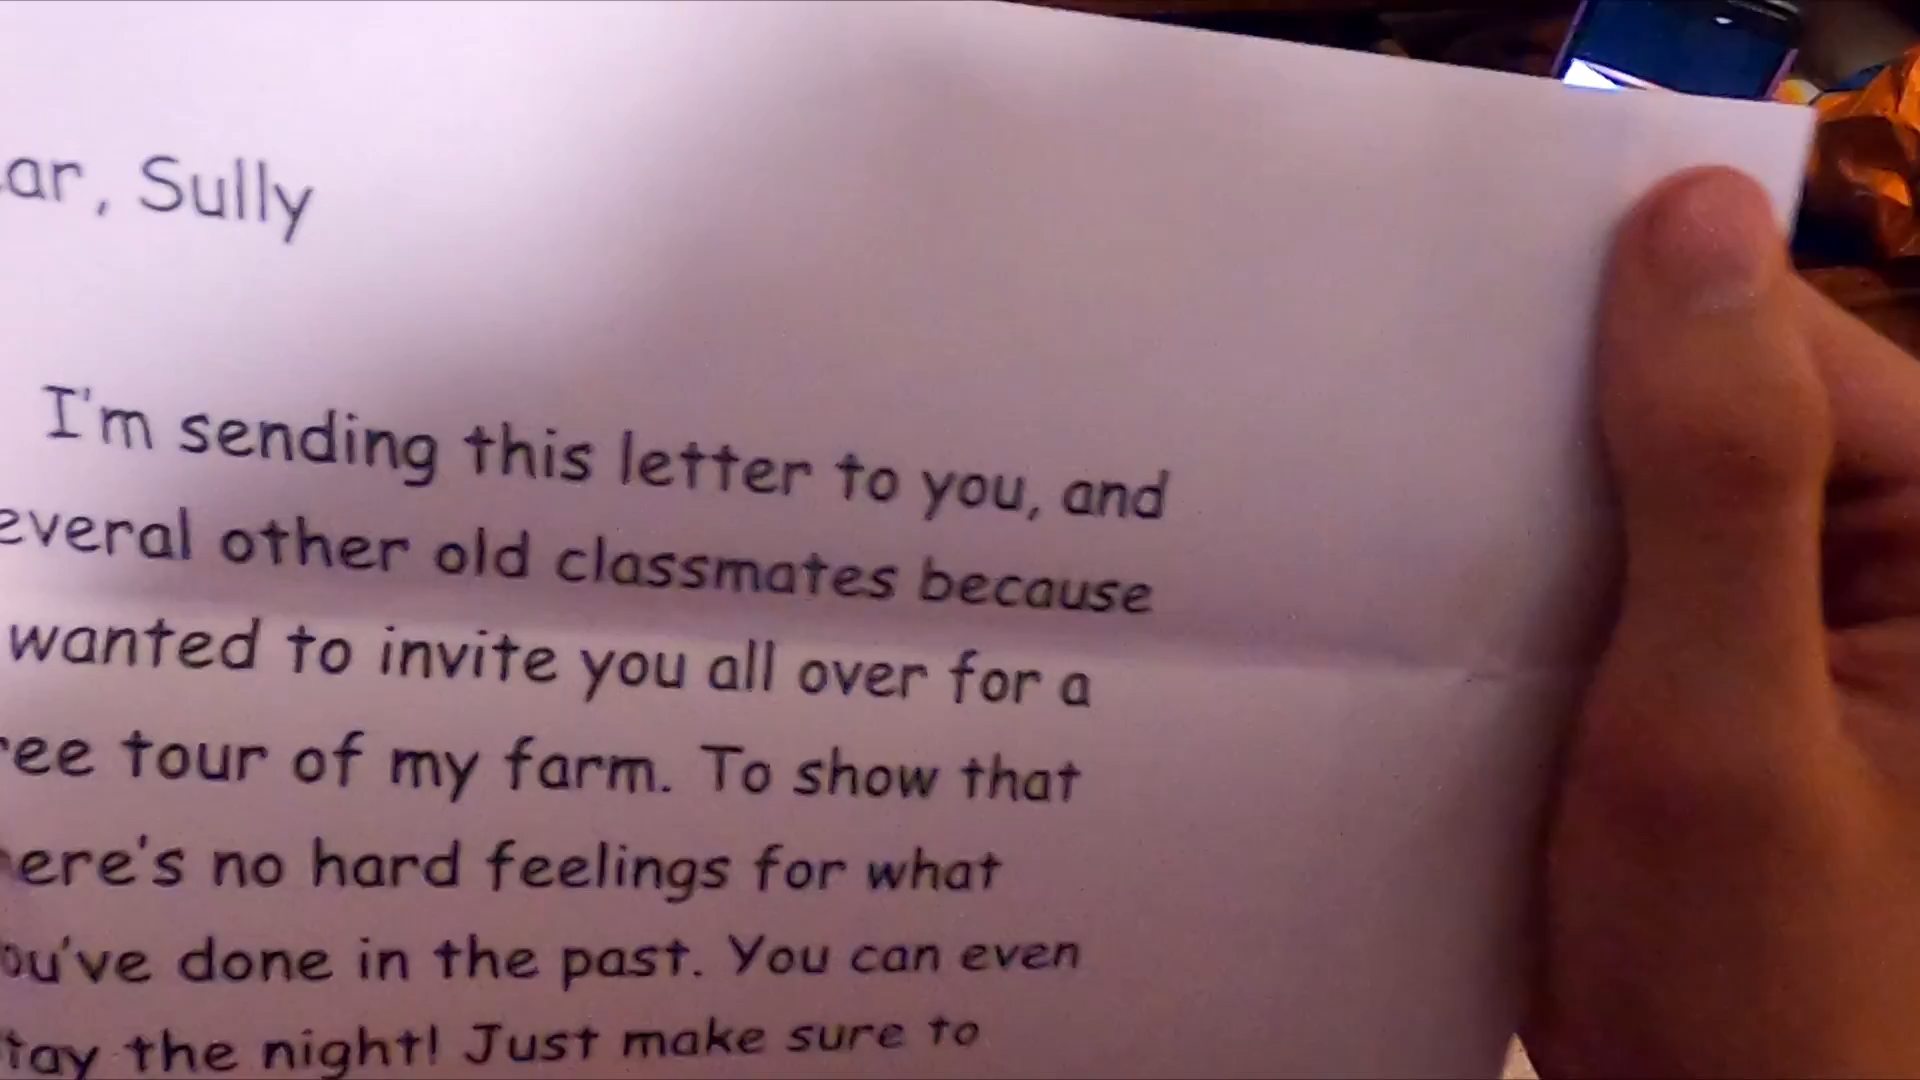 ar, Sully
I'm sending this letter to you, and
everal other old classmates because
wanted to invite you all over for a
ree tour of my farm. To show that
ere's no hard feelings for what
ou've done in the past. You can even
tay the night! Just make sure to